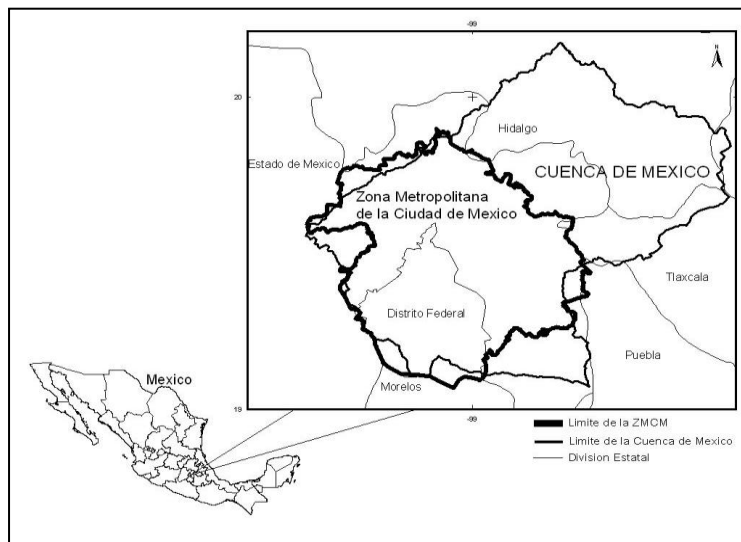 -99
N
20
Hidalgo
Estado de Mexico
CUENCA DE MEXICO
Zona Metropolitana
de la Ciudad de Mexico
Tlaxcala
Distrito Federal
Puebla
Mexico
Morelos
19
-99
Limite de la ZMCM
Limite de la Cuenca de Mexico
Division Estatal